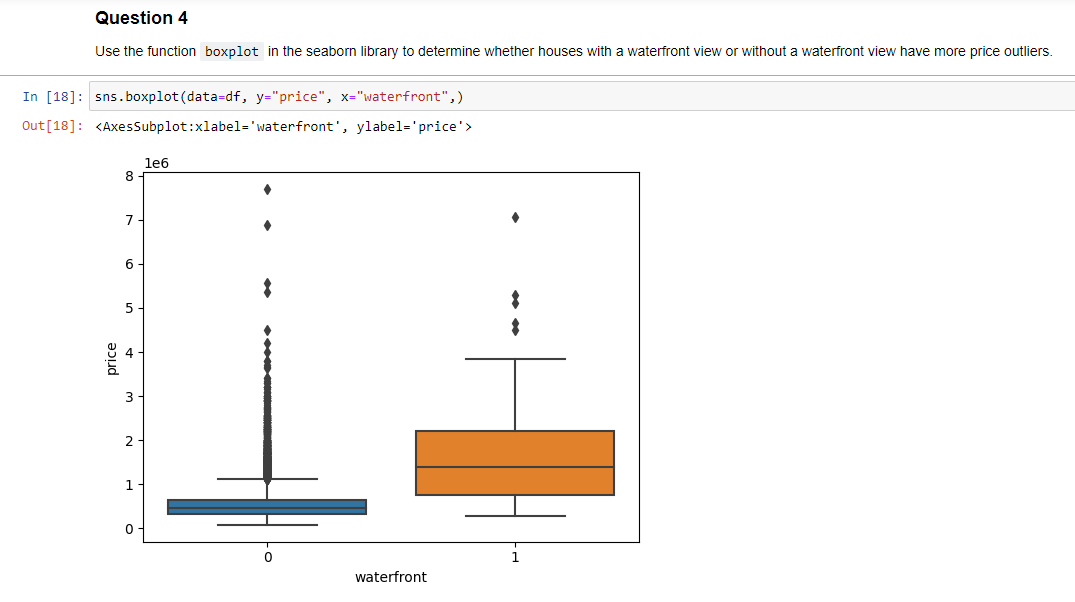 Question 4
Use the function boxplot in the seaborn library to determine whether houses with a waterfront view or without a waterfront view have more price outliers.
In [18]: sns.boxplot(data=df, y="price", x="waterfront",)
Out[18]: <AxesSubplot:xlabel='waterfront', ylabel='price'>
1e6
8
7
6
5
4
price
3
2
1
0
0 1
waterfront